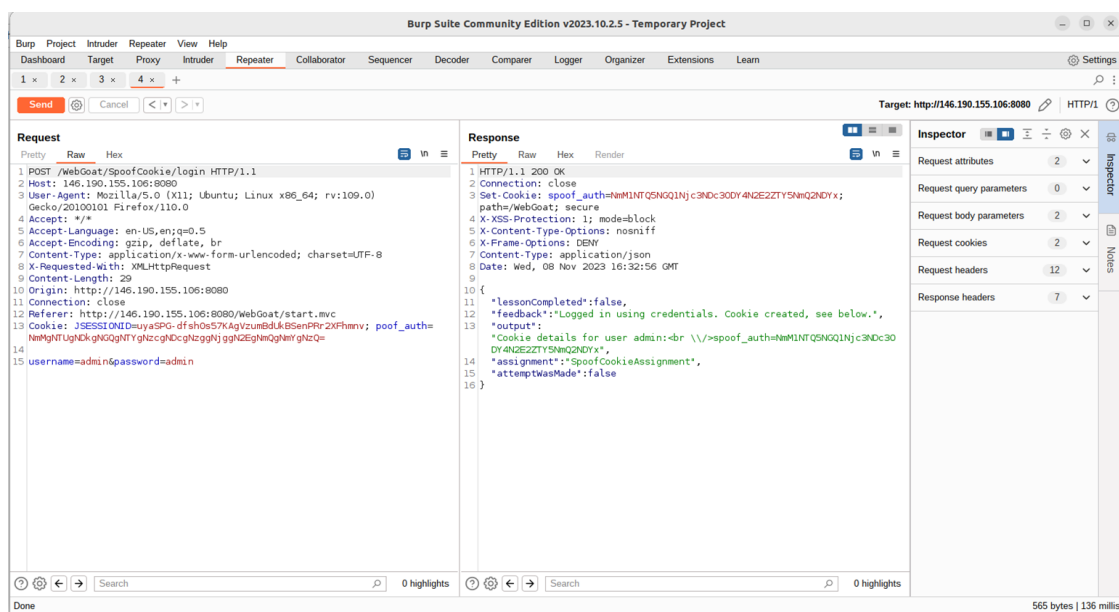 Burp Suite Community Edition v2023.10.2.5 - Temporary Project
Burp Project Intruder Repeater View Help
Dashboard Target Proxy Intruder Repeater Collaborator Sequencer Decoder Comparer Logger Organizer Extensions Learn Settings
1 × 2 × 3 × 4 × +
Send Cancel < > Target: http://146.190.155.106:8080 HTTP/1
Request
Pretty Raw Hex \n
1 POST /WebGoat/SpoofCookie/login HTTP/1.1
2 Host: 146.190.155.106:8080
3 User-Agent: Mozilla/5.0 (X11; Ubuntu; Linux x86_64; rv:109.0)
Gecko/20100101 Firefox/110.0
4 Accept: */*
5 Accept-Language: en-US,en;q=0.5
6 Accept-Encoding: gzip, deflate, br
7 Content-Type: application/x-www-form-urlencoded; charset=UTF-8
8 X-Requested-With: XMLHttpRequest
9 Content-Length: 29
10 Origin: http://146.190.155.106:8080
11 Connection: close
12 Referer: http://146.190.155.106:8080/WebGoat/start.mvc
13 Cookie: JSESSIONID=uyaSPG-dfsh0s57KAgVzumBdUkBSenPRr2XFhmnv; poof_auth=
NmMgNTUgNDkgNGQgNTYgNzcgNDcgNzggNjggN2EgNmQgNmYgNzQ=
14
15 username=admin&password=admin
Response
Pretty Raw Hex Render \n
1 HTTP/1.1 200 OK
2 Connection: close
3 Set-Cookie: spoof_auth=NmM1NTQ5NGQ1Njc3NDc3ODY4N2E2ZTY5NmQ2NDYx;
path=/WebGoat; secure
4 X-XSS-Protection: 1; mode=block
5 X-Content-Type-Options: nosniff
6 X-Frame-Options: DENY
7 Content-Type: application/json
8 Date: Wed, 08 Nov 2023 16:32:56 GMT
9
10 {
11 "lessonCompleted":false,
12 "feedback":"Logged in using credentials. Cookie created, see below.",
13 "output":
"Cookie details for user admin:<br \\/>spoof_auth=NmM1NTQ5NGQ1Njc3NDc3O
DY4N2E2ZTY5NmQ2NDYx",
14 "assignment":"SpoofCookieAssignment",
15 "attemptWasMade":false
16 }
Inspector
Request attributes 2
Request query parameters 0
Request body parameters 2
Request cookies 2
Request headers 12
Response headers 7
Inspector
Notes
Search 0 highlights
Search 0 highlights
Done 565 bytes | 136 millis